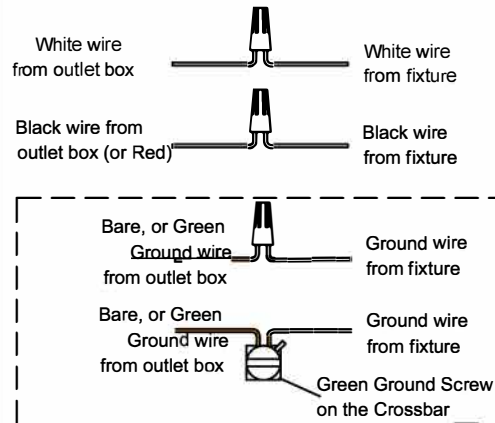 White wire
from outlet box
White wire
from fixture
Black wire from
outlet box (or Red)
Black wire
from fixture
Bare, or Green
Ground wire
from outlet box
Ground wire
from fixture
Bare, or Green
Ground wire
from outlet box
Ground wire
from fixture
Green Ground Screw
on the Crossbar